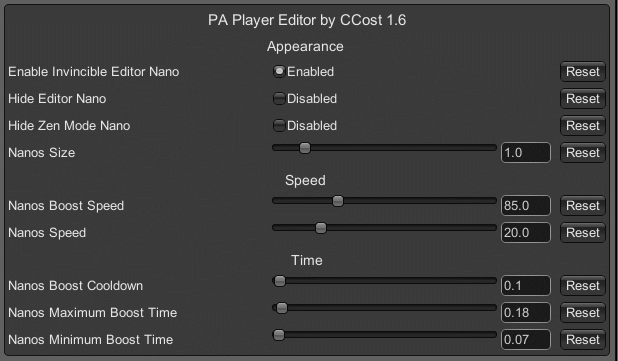 PA Player Editor by CCost 1.6
Appearance
Enable Invincible Editor Nano Enabled Reset
Hide Editor Nano Disabled Reset
Hide Zen Mode Nano Disabled Reset
Nanos Size 1.0 Reset
Speed
Nanos Boost Speed 85.0 Reset
Nanos Speed 20.0 Reset
Time
Nanos Boost Cooldown 0.1 Reset
Nanos Maximum Boost Time 0.18 Reset
Nanos Minimum Boost Time 0.07 Reset